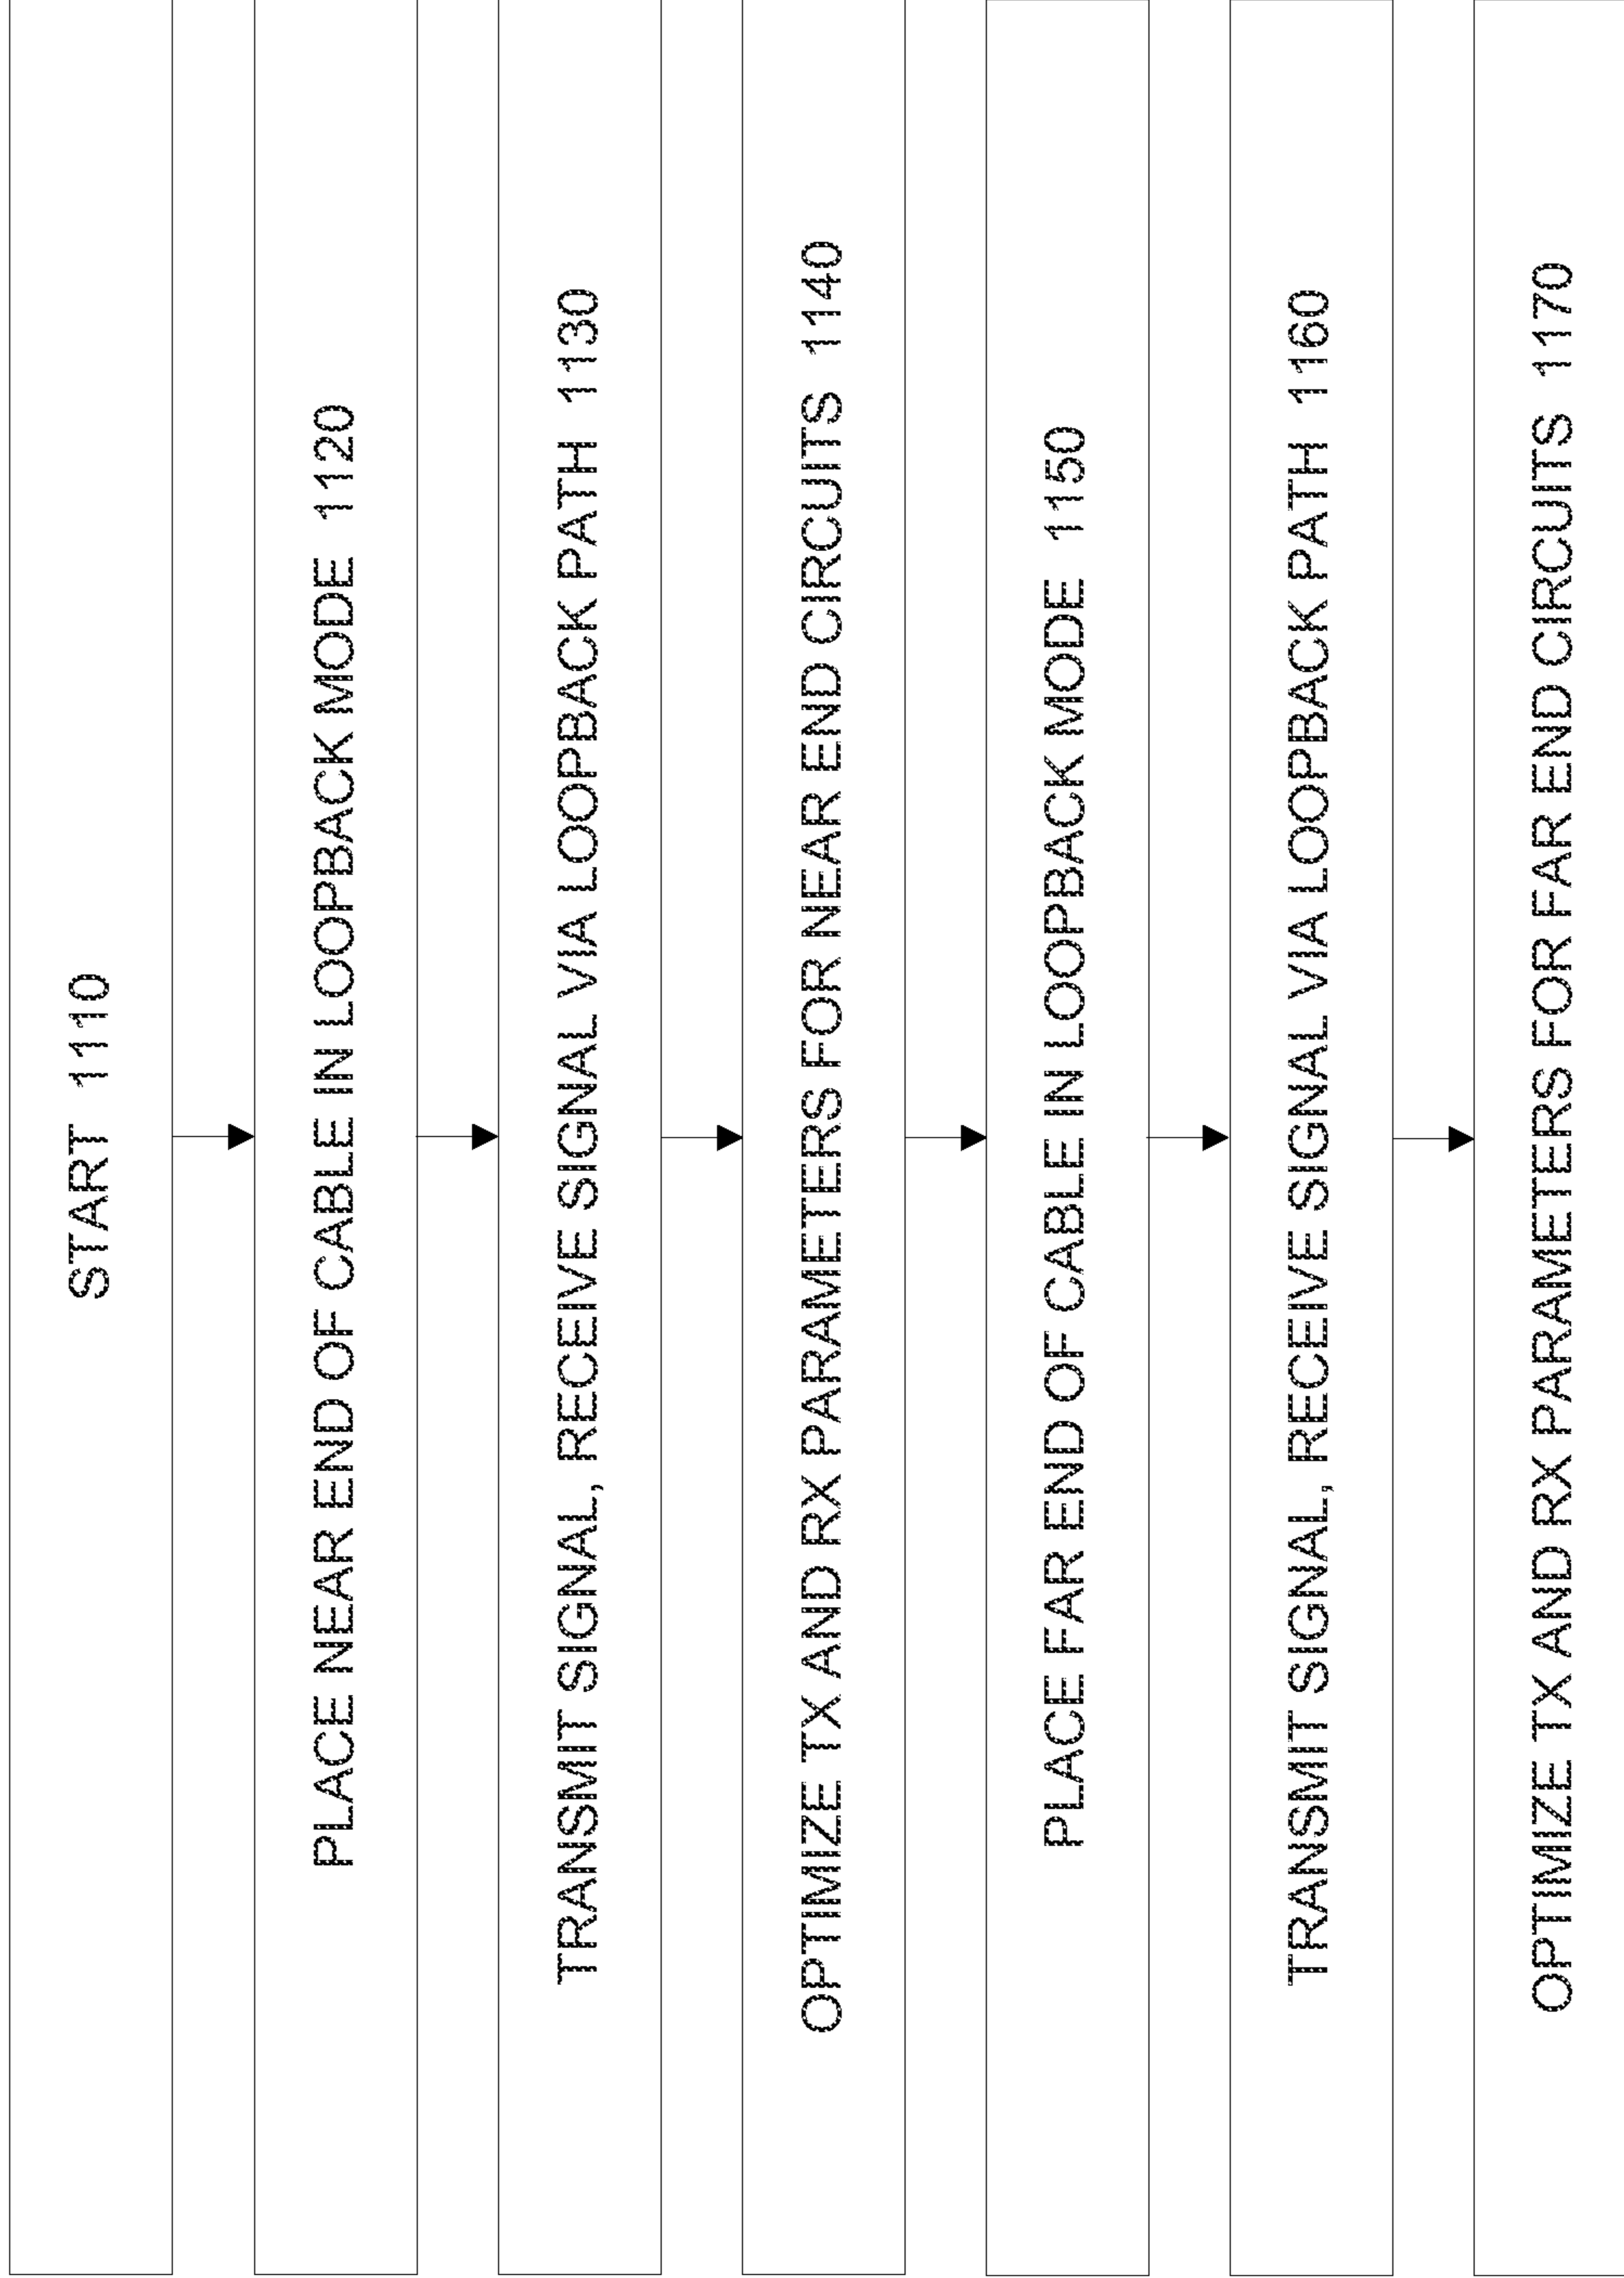 START 1110
PLACE NEAR END OF CABLE IN LOOPBACK MODE 1120
TRANSMIT SIGNAL, RECEIVE SIGNAL VIA LOOPBACK PATH 1130
OPTIMIZE TX AND RX PARAMETERS FOR NEAR END CIRCUITS 1140
PLACE FAR END OF CABLE IN LOOPBACK MODE 1150
TRANSMIT SIGNAL, RECEIVE SIGNAL VIA LOOPBACK PATH 1160
OPTIMIZE TX AND RX PARAMETERS FOR FAR END CIRCUITS 1170